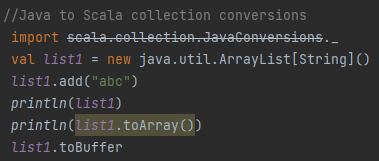 //Java to Scala collection conversions
import scala.collection.JavaConversions._
val list1 = new java.util.ArrayList[String]()
list1.add("abc")
println(list1)
println(list1.toArray())
list1.toBuffer